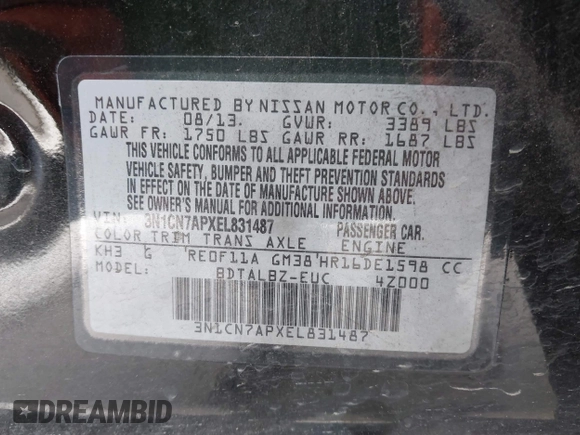 MANUFACTURED BY NISSAN MOTOR CO., LTD.
DATE: 08/13. GVWR: 3389 LBS
GAWR FR: 1750 LBS GAWR RR: 1687 LBS
THIS VEHICLE CONFORMS TO ALL APPLICABLE FEDERAL MOTOR
VEHICLE SAFETY, BUMPER AND THEFT PREVENTION STANDARDS
IN EFFECT ON THE DATE OF MANUFACTURE SHOWN ABOVE.
SEE OWNER'S MANUAL FOR ADDITIONAL INFORMATION.
VIN: 3N1CN7APXEL831487 PASSENGER CAR.
COLOR TRIM TRANS AXLE ENGINE
KH3 G RE0F11A GM38 HR16DE1598 CC
MODEL: BDTALBZ-EUC 4Z000
3N1CN7APXEL831487
DREAMBID